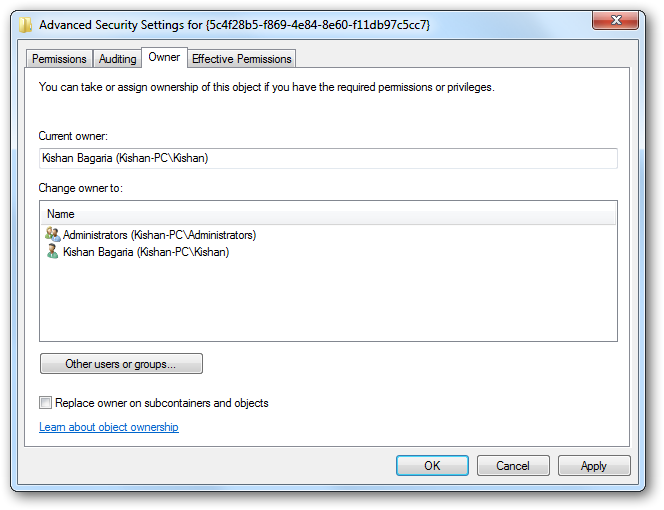 Advanced Security Settings for {5c4f28b5-f869-4e84-8e60-f11db97c5cc7}
Permissions Auditing Owner Effective Permissions
You can take or assign ownership of this object if you have the required permissions or privileges.
Current owner:
Kishan Bagaria (Kishan-PC\Kishan)
Change owner to:
Name
Administrators (Kishan-PC\Administrators)
Kishan Bagaria (Kishan-PC\Kishan)
Other users or groups...
Replace owner on subcontainers and objects
Learn about object ownership
OK Cancel Apply